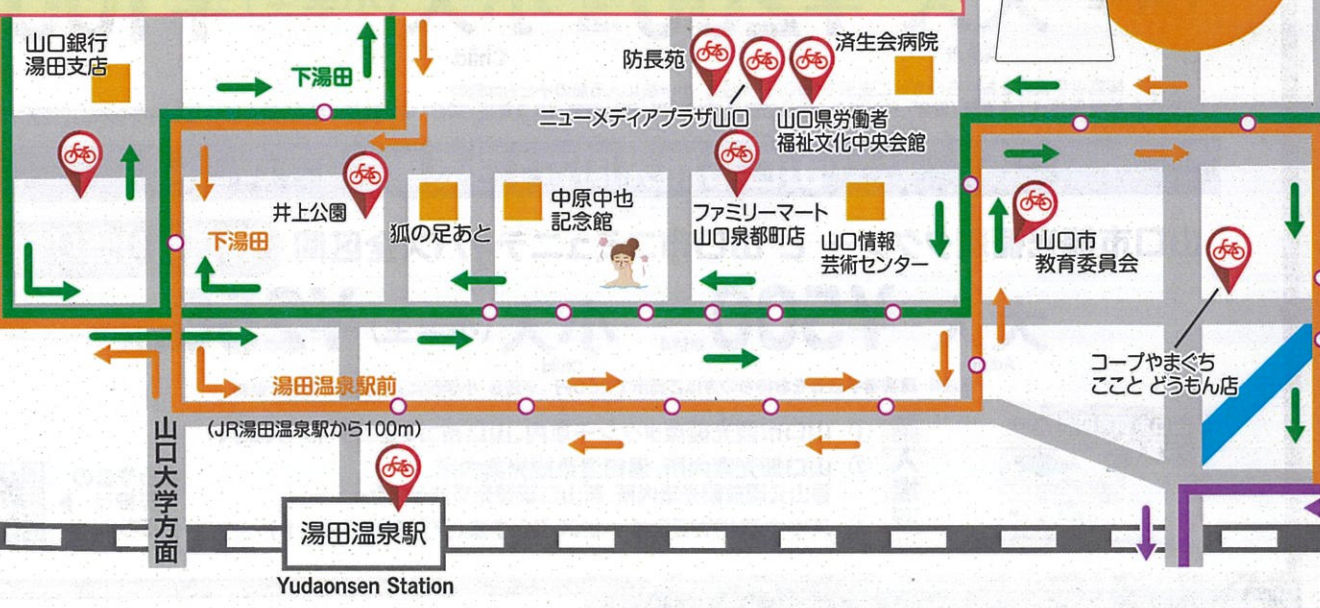 山口銀行
湯田支店
下湯田
防長苑
済生会病院
ニューメディアプラザ山口
山口県労働者
福祉文化中央会館
井上公園
狐の足あと
中原中也
記念館
ファミリーマート
山口泉都町店
山口情報
芸術センター
山口市
教育委員会
下湯田
コープやまぐち
こことどうもん店
湯田温泉駅前
(JR湯田温泉駅から100m)
山口大学方面
湯田温泉駅
Yudaonsen Station